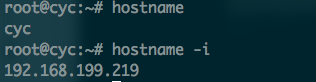 root@cyc:~# hostname
cyc
root@cyc:~# hostname -i
192.168.199.219